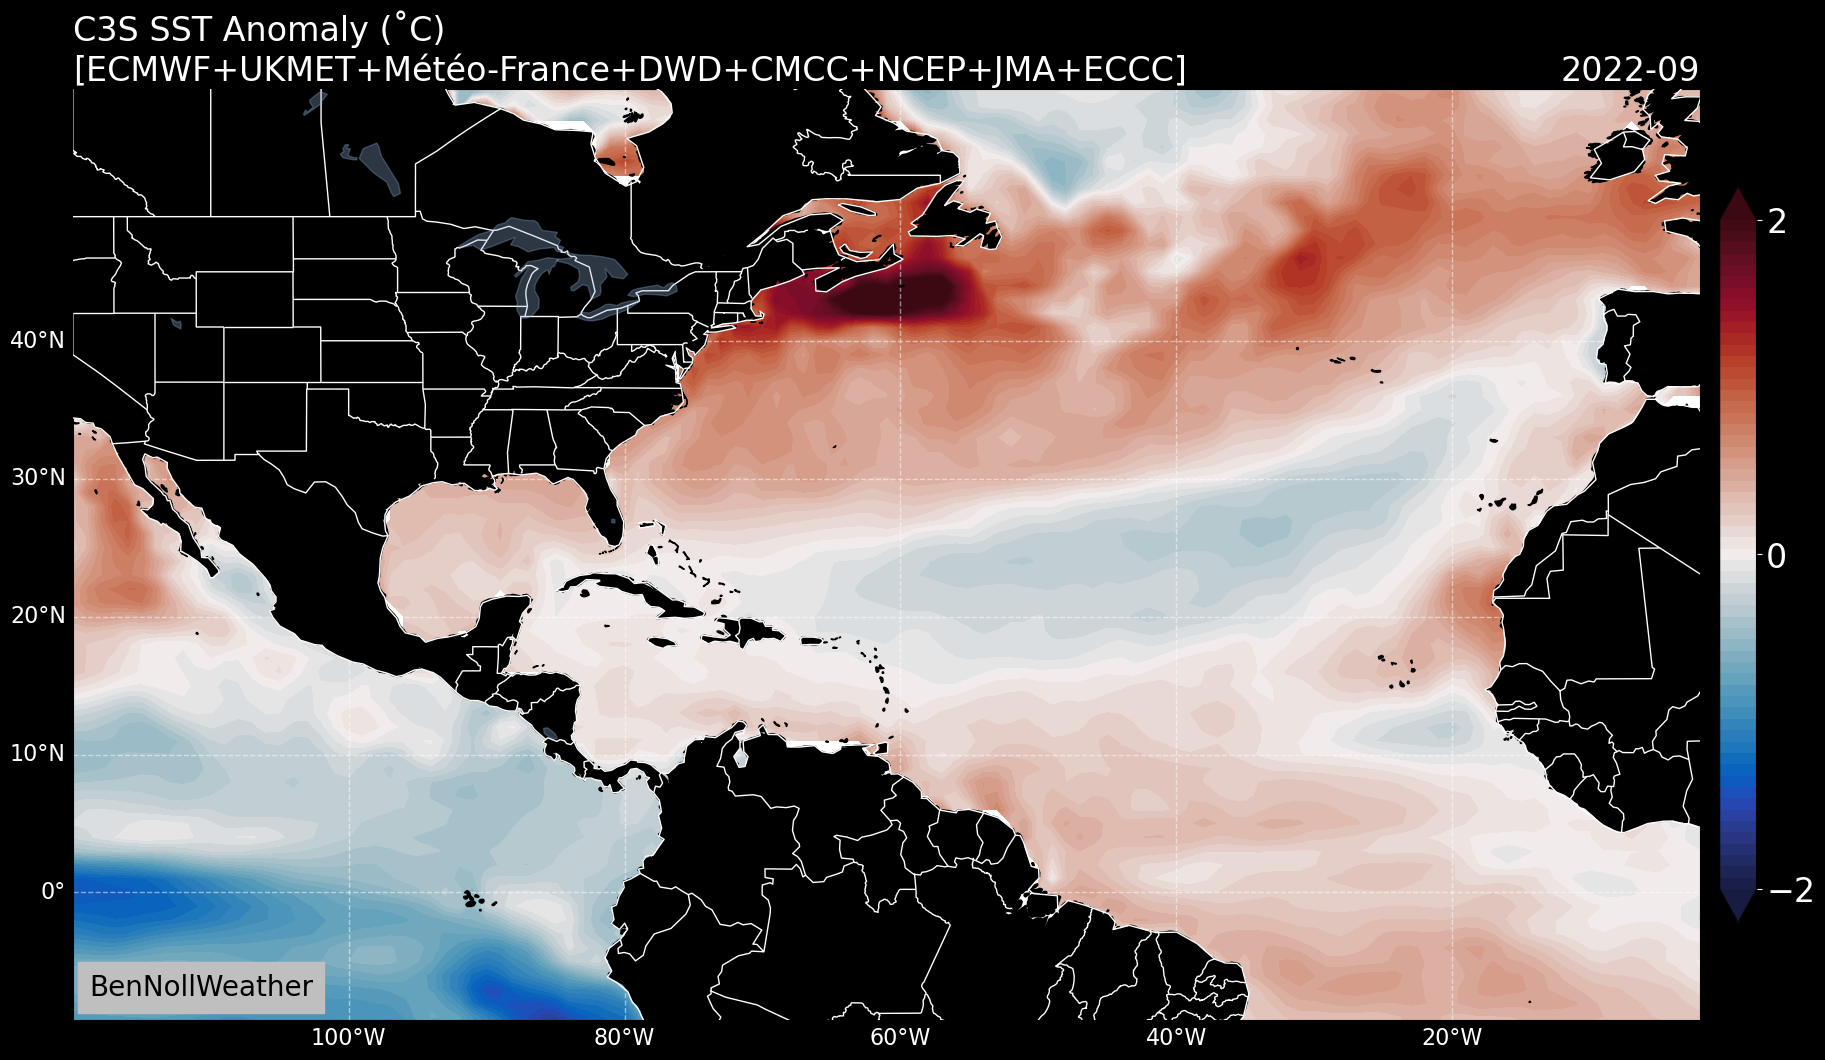 C3S SST Anomaly (˚C)
[ECMWF+UKMET+Météo-France+DWD+CMCC+NCEP+JMA+ECCC]
2022-09
40°N
30°N
20°N
10°N
0°
100°W
80°W
60°W
40°W
20°W
2
0
−2
BenNollWeather